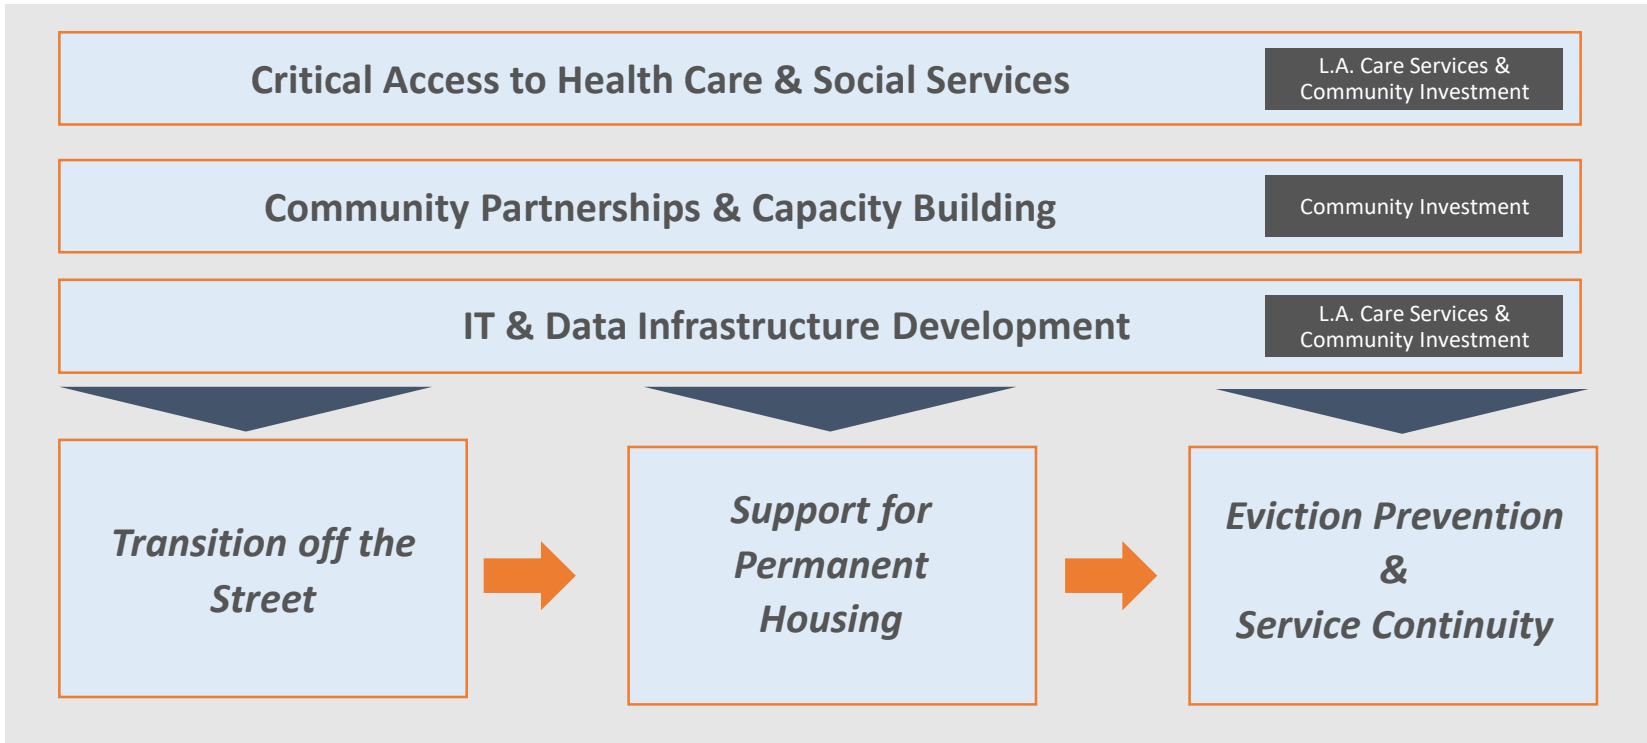 Critical Access to Health Care & Social Services
L.A. Care Services &
Community Investment
Community Partnerships & Capacity Building
Community Investment
IT & Data Infrastructure Development
L.A. Care Services &
Community Investment
Transition off the
Street
Support for
Permanent
Housing
Eviction Prevention
&
Service Continuity